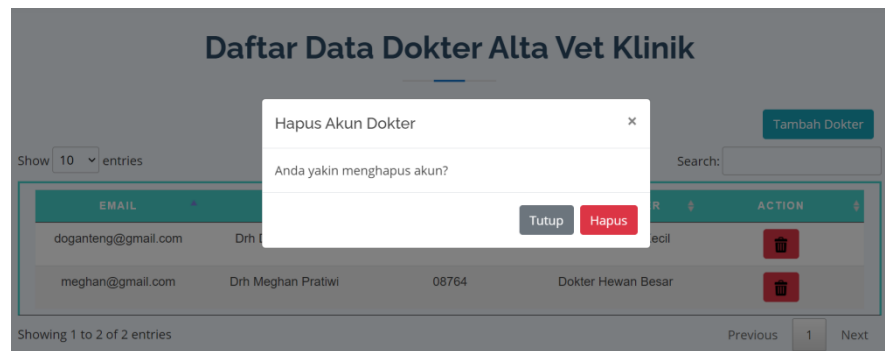 Daftar Data Dokter Alta Vet Klinik
Hapus Akun Dokter ×
Tambah Dokter
Show 10 entries
Search:
Anda yakin menghapus akun?
Tutup Hapus
EMAIL R ACTION
doganteng@gmail.com Drh ecil
meghan@gmail.com Drh Meghan Pratiwi 08764 Dokter Hewan Besar
Showing 1 to 2 of 2 entries
Previous 1 Next